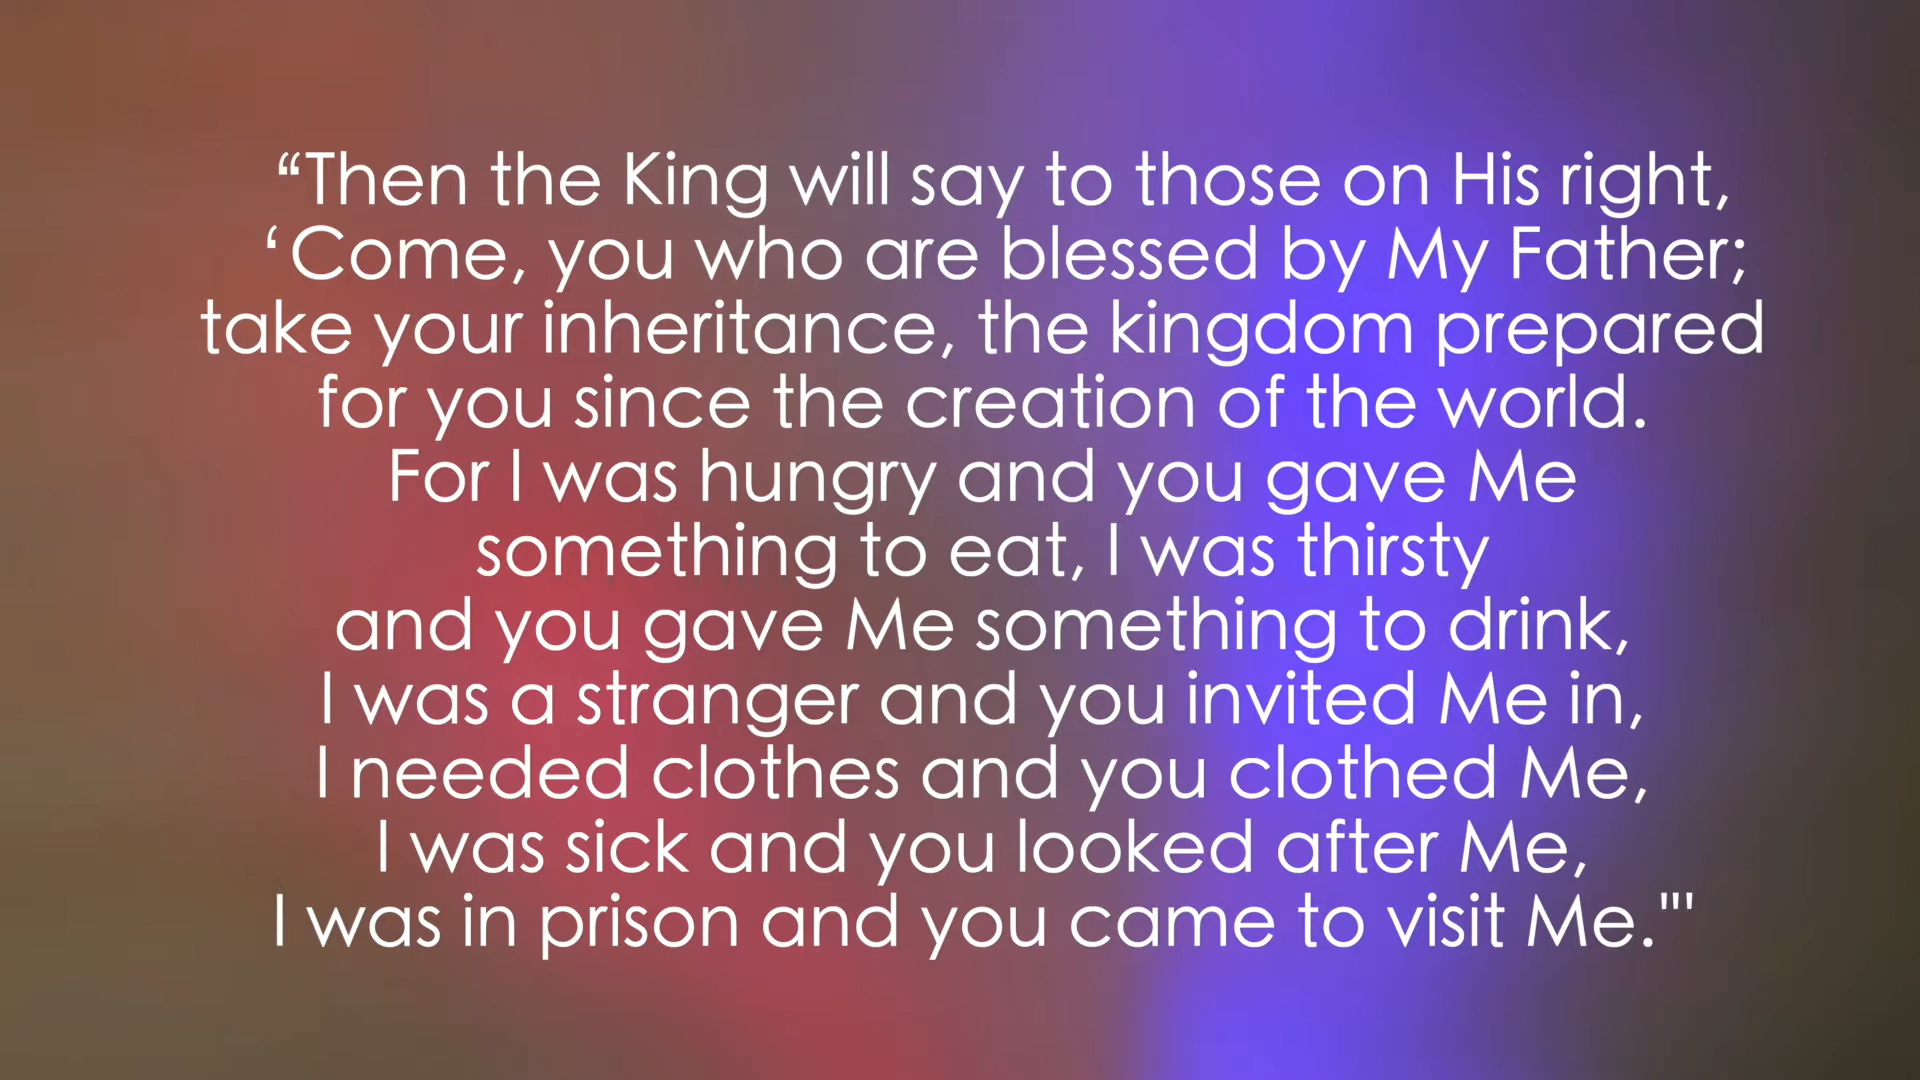 “Then the King will say to those on His right,
‘Come, you who are blessed by My Father;
take your inheritance, the kingdom prepared
for you since the creation of the world.
For I was hungry and you gave Me
something to eat, I was thirsty
and you gave Me something to drink,
I was a stranger and you invited Me in,
I needed clothes and you clothed Me,
I was sick and you looked after Me,
I was in prison and you came to visit Me."'